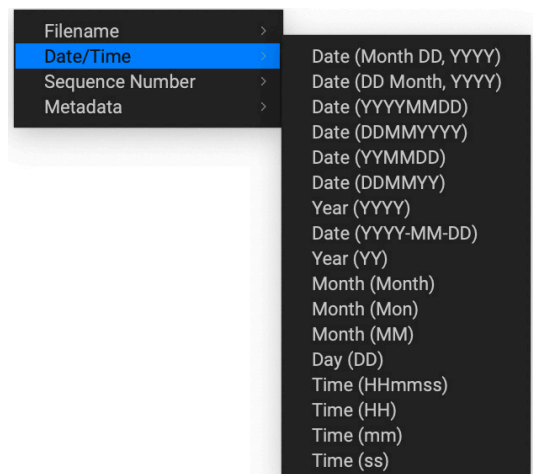 Filename
Date/Time
Sequence Number
Metadata
Date (Month DD, YYYY)
Date (DD Month, YYYY)
Date (YYYYMMDD)
Date (DDMMYYYY)
Date (YYMMDD)
Date (DDMMYY)
Year (YYYY)
Date (YYYY-MM-DD)
Year (YY)
Month (Month)
Month (Mon)
Month (MM)
Day (DD)
Time (HHmmss)
Time (HH)
Time (mm)
Time (ss)